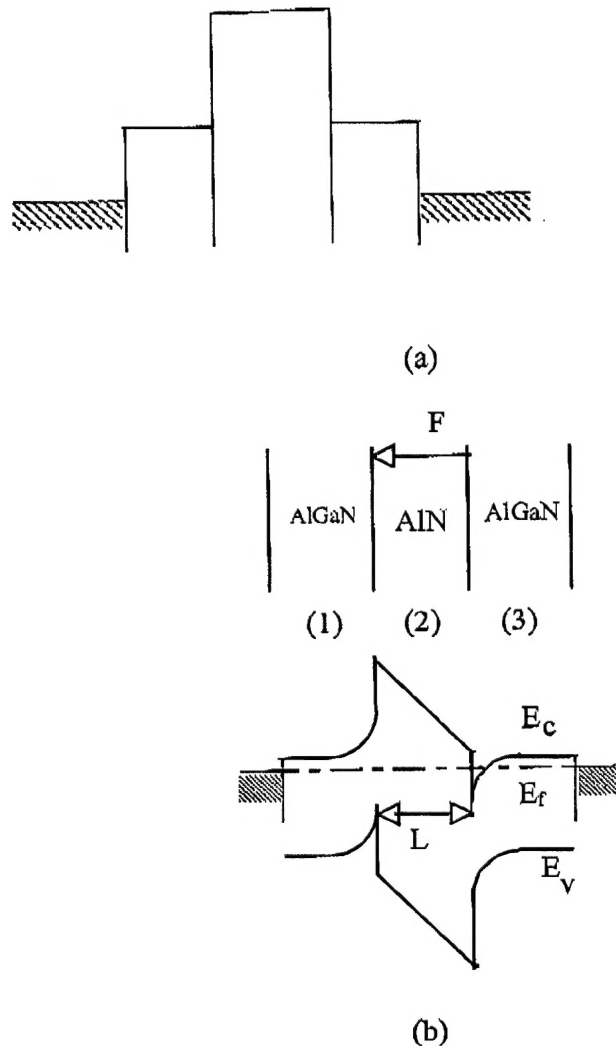 (a)
F
AlGaN AlN AlGaN
(1) (2) (3)
E_c
E_f
L
E_v
(b)